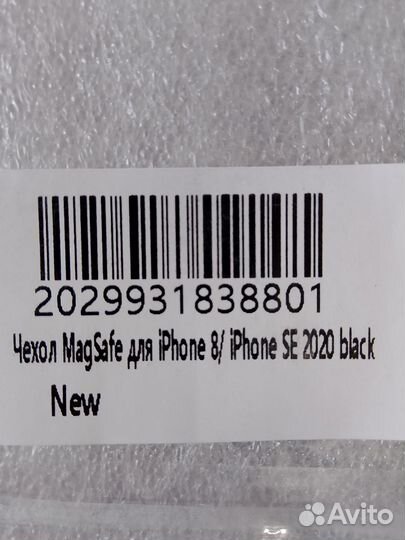 2029931838801
Чехол MagSafe для iPhone 8/ iPhone SE 2020 black
New
Avito